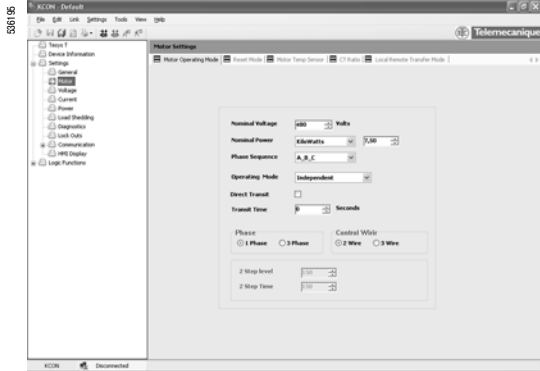 536195
KCON - Default
File Edit Link Settings Tools View Help
Telemecanique
Tesys T
Device Information
Settings
General
Motor
Voltage
Current
Power
Load Shedding
Diagnostics
Lock Outs
Communication
HMI Display
Logic Functions
Motor Settings
Motor Operating Mode Reset Mode Motor Temp Sensor CT Ratio Local Remote Transfer Mode
Nominal Voltage 480 Volts
Nominal Power KiloWatts 7,50
Phase Sequence A_B_C
Operating Mode Independent
Direct Transit
Transit Time 0 Seconds
Phase
1 Phase 3 Phase
Control Wirir
2 Wire 3 Wire
2 Step level 150
2 Step Time
KCON Disconnected